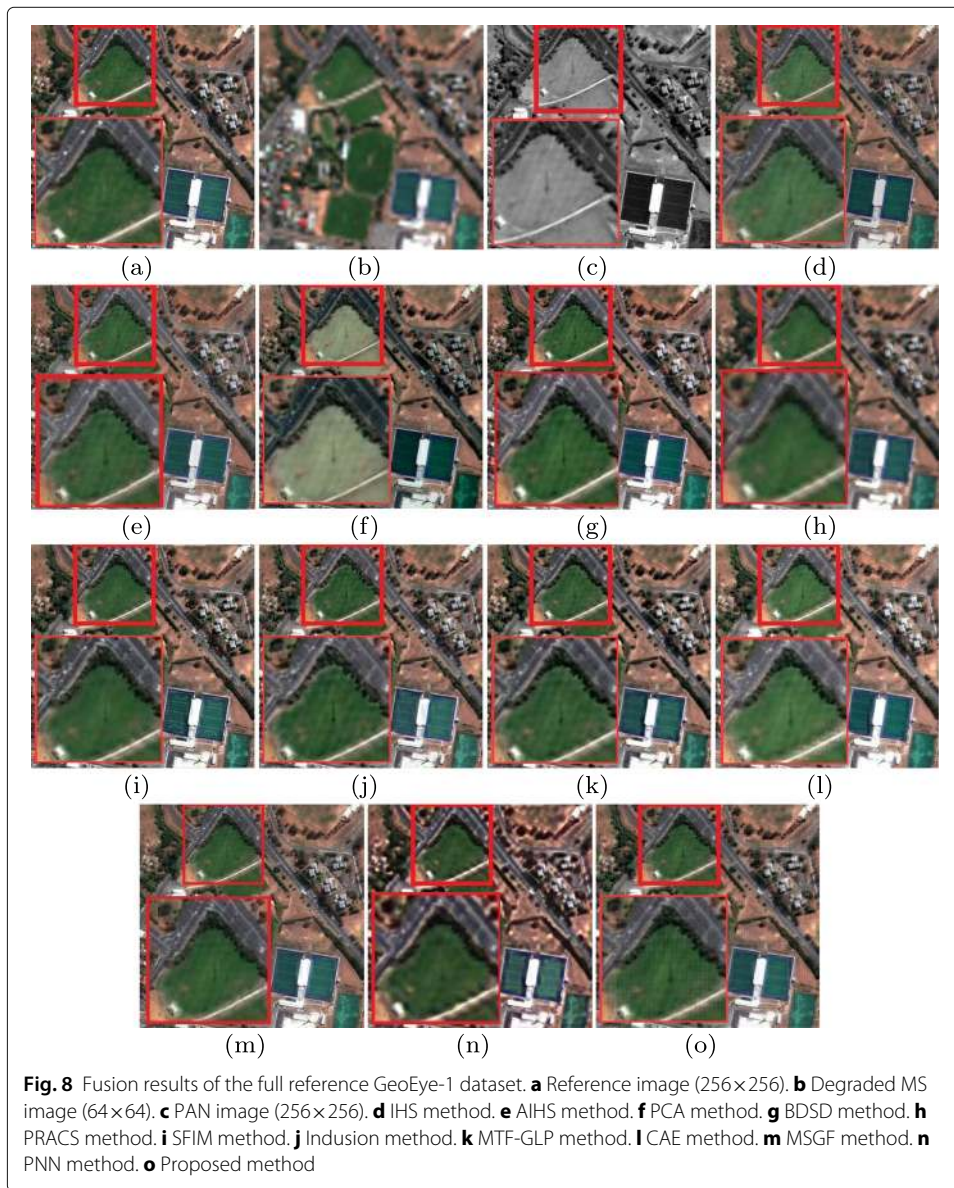 (a) (b) (c) (d)
(e) (f) (g) (h)
(i) (j) (k) (l)
(m) (n) (o)
Fig. 8 Fusion results of the full reference GeoEye-1 dataset. a Reference image (256×256). b Degraded MS
image (64×64). c PAN image (256×256). d IHS method. e AIHS method. f PCA method. g BDSD method. h
PRACS method. i SFIM method. j Indusion method. k MTF-GLP method. l CAE method. m MSGF method. n
PNN method. o Proposed method